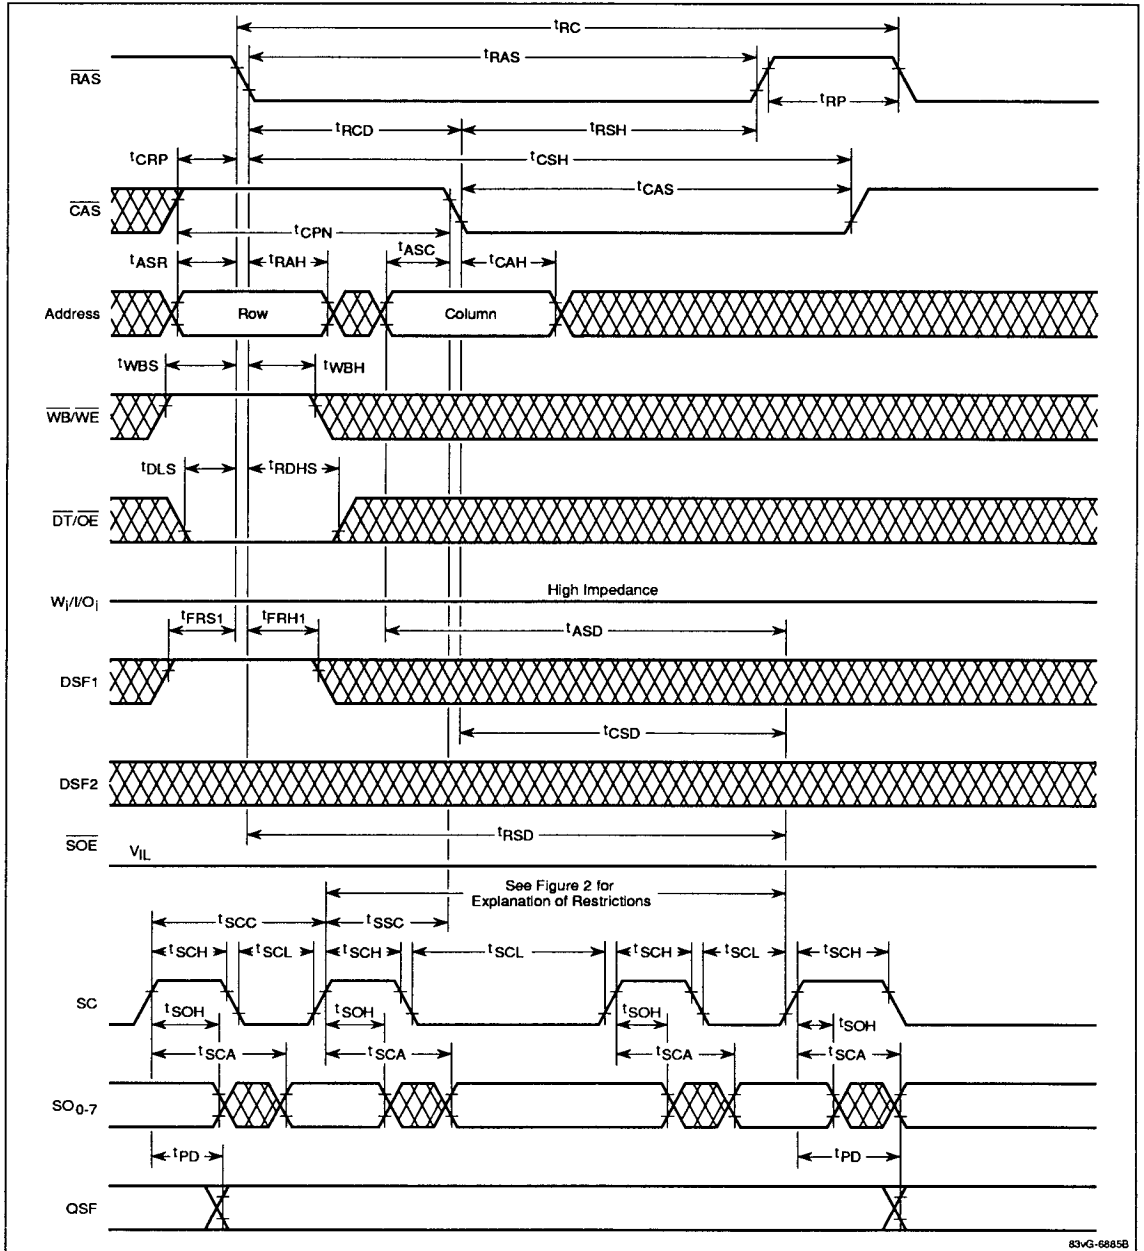 tRC
tRAS
RAS
tRP
tRCD
tRSH
tCRP
tCSH
tCAS
CAS
tCPN
tASC
tASR
tRAH
tCAH
Address
Row
Column
tWBS
tWBH
WB/WE
tDLS
tRDHS
DT/OE
High Impedance
Wi/I/Oi
tFRS1
tFRH1
tASD
DSF1
tCSD
DSF2
tRSD
SOE
VIL
See Figure 2 for
Explanation of Restrictions
tSCC
tSSC
tSCH
tSCL
tSCH
tSCL
tSCH
tSCL
tSCH
SC
tSOH
tSOH
tSOH
tSOH
tSCA
tSCA
tSCA
tSCA
SO0-7
tPD
tPD
QSF
83vG-6885B